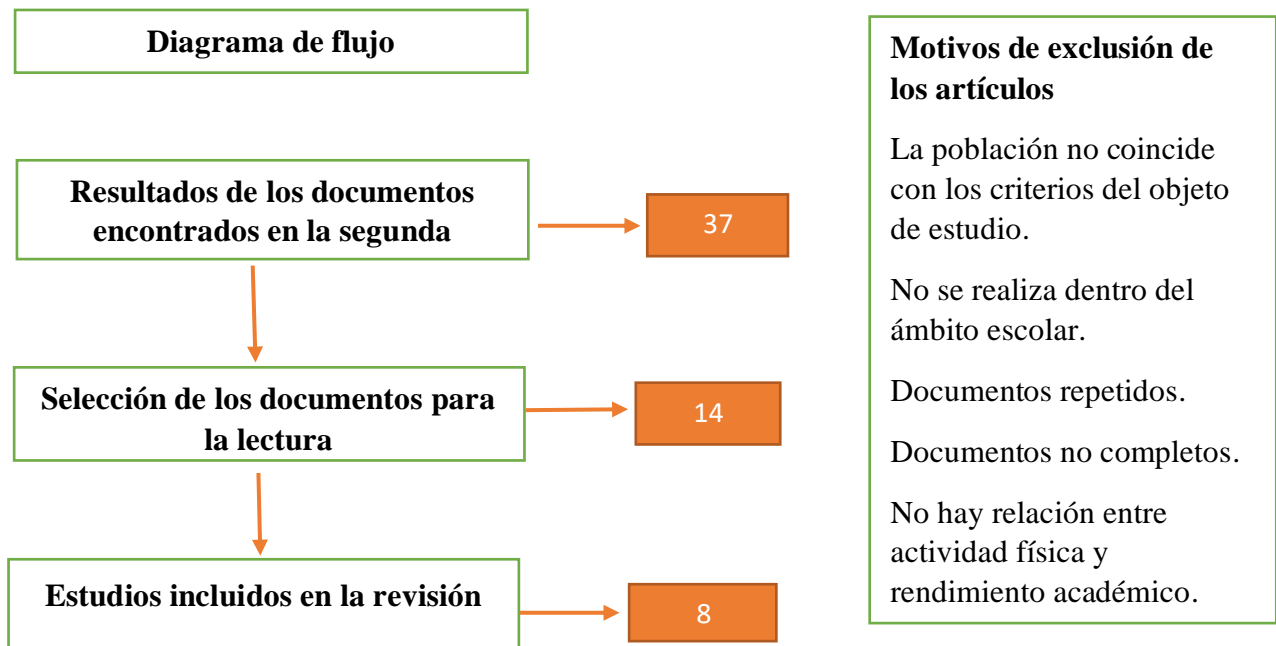 Diagrama de flujo
Resultados de los documentos
encontrados en la segunda
37
Selección de los documentos para
la lectura
14
Estudios incluidos en la revisión
8
Motivos de exclusión de
los artículos
La población no coincide
con los criterios del objeto
de estudio.
No se realiza dentro del
ámbito escolar.
Documentos repetidos.
Documentos no completos.
No hay relación entre
actividad física y
rendimiento académico.